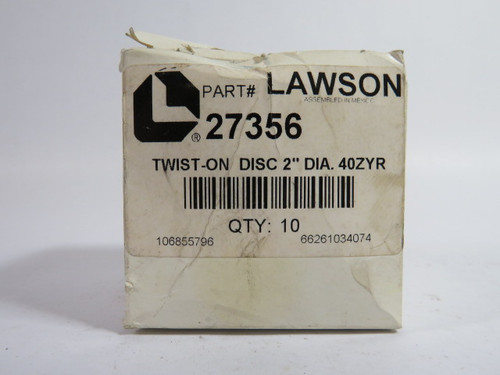 PART# LAWSON
ASSEMBLED IN MEXICO
® 27356
TWIST-ON DISC 2" DIA. 40ZYR
QTY: 10
106855796 66261034074